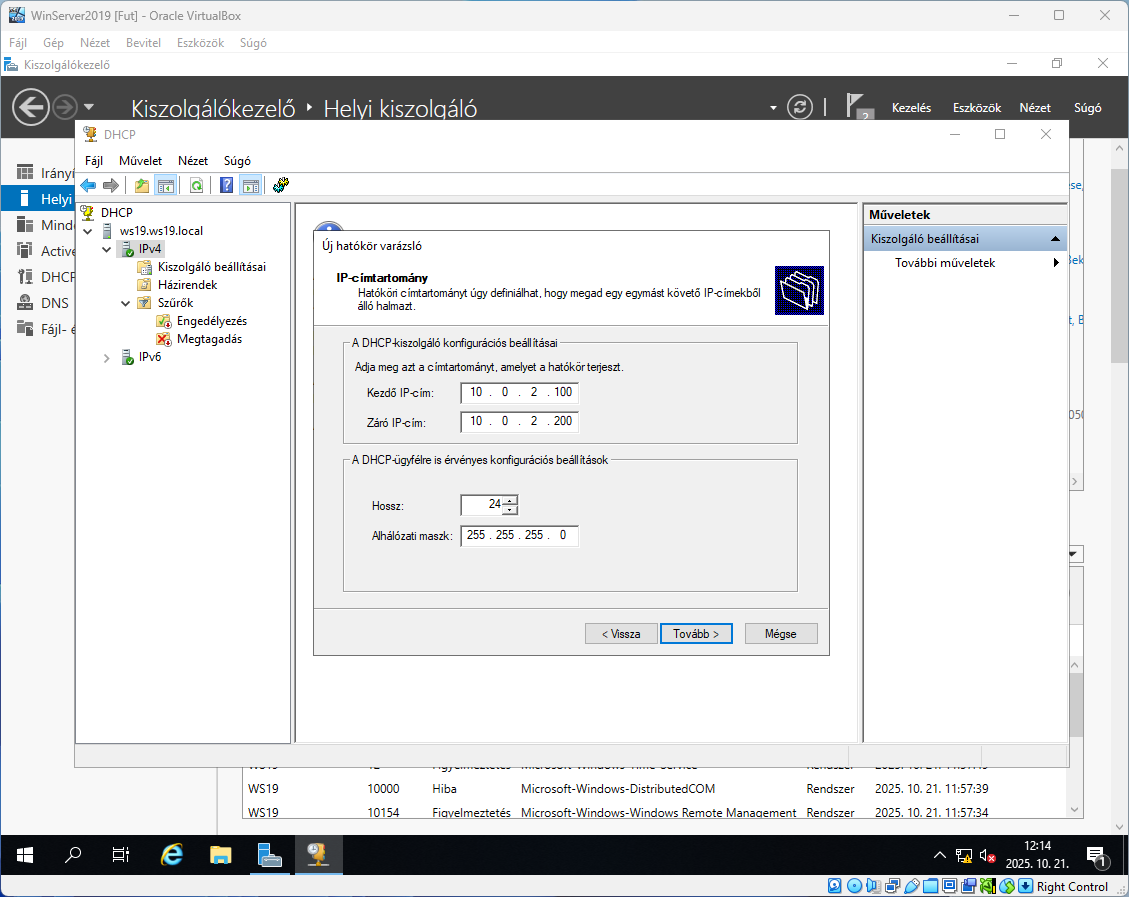 WinServer2019 [Fut] - Oracle VirtualBox
Fájl Gép Nézet Bevitel Eszközök Súgó
Kiszolgálókezelő
Kiszolgálókezelő Helyi kiszolgáló
Kezelés Eszközök Nézet Súgó
DHCP
Fájl Művelet Nézet Súgó
Helyi
DHCP
DNS
Fájl- é
DHCP
ws19.ws19.local
IPv4
Kiszolgáló beállításai
Házirendek
Szűrők
Engedélyezés
Megtagadás
IPv6
Új hatókör varázsló
IP-címtartomány
Hatóköri címtartományt úgy definiálhat, hogy megad egy egymást követő IP-címekből
álló halmazt.
A DHCP-kiszolgáló konfigurációs beállításai
Adja meg azt a címtartományt, amelyet a hatókör terjeszt.
Kezdő IP-cím: 10 . 0 . 2 . 100
Záró IP-cím: 10 . 0 . 2 . 200
A DHCP-ügyfélre is érvényes konfigurációs beállítások
Hossz: 24
Alhálózati maszk: 255 . 255 . 255 . 0
< Vissza Tovább > Mégse
Műveletek
Kiszolgáló beállításai
További műveletek
WS19 10000 Hiba Microsoft-Windows-DistributedCOM Rendszer 2025. 10. 21. 11:57:39
WS19 10154 Figyelmeztetés Microsoft-Windows-Windows Remote Management Rendszer 2025. 10. 21. 11:57:34
12:14
2025. 10. 21.
1
Right Control